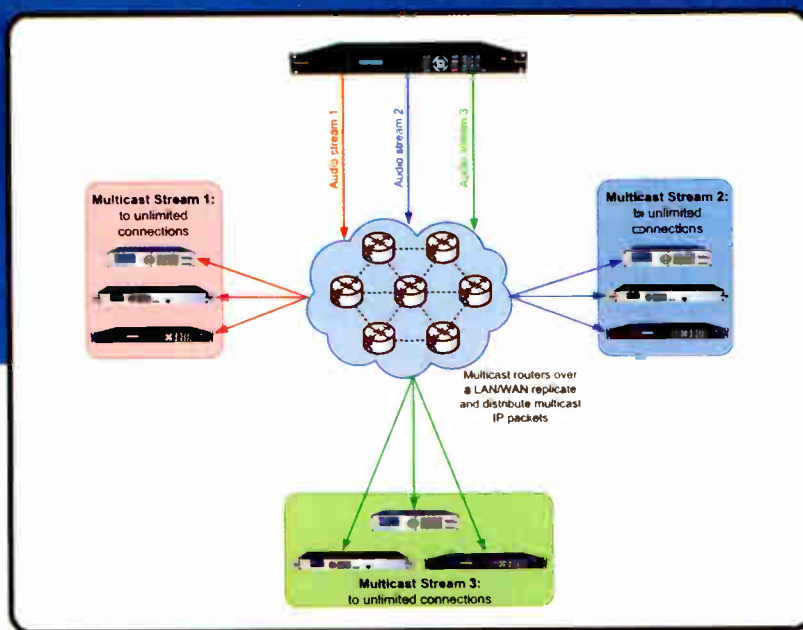 Audio stream 1
Audio stream 2
Audio stream 3
Multicast Stream 1:
to unlimited
connections
Multicast Stream 2:
to unlimited
connections
Multicast routers over
a LAN/WAN replicate
and distribute multicast
IP packets
Multicast Stream 3:
to unlimited connections